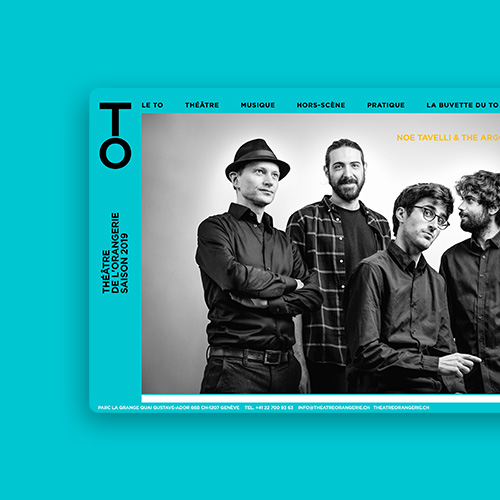 TO
LE TO THÉÂTRE MUSIQUE HORS-SCÈNE PRATIQUE LA BUVETTE DU TO
NOE TAVELLI & THE
THÉÂTRE
DE L'ORANGERIE
SAISON 2019
PARC LA GRANGE QUAI GUSTAVE-ADOR 66B CH-1207-GENÈVE TEL. +41 22 700 93 63 INFO@THEATREORANGERIE.CH THEATREORANGERIE.CH